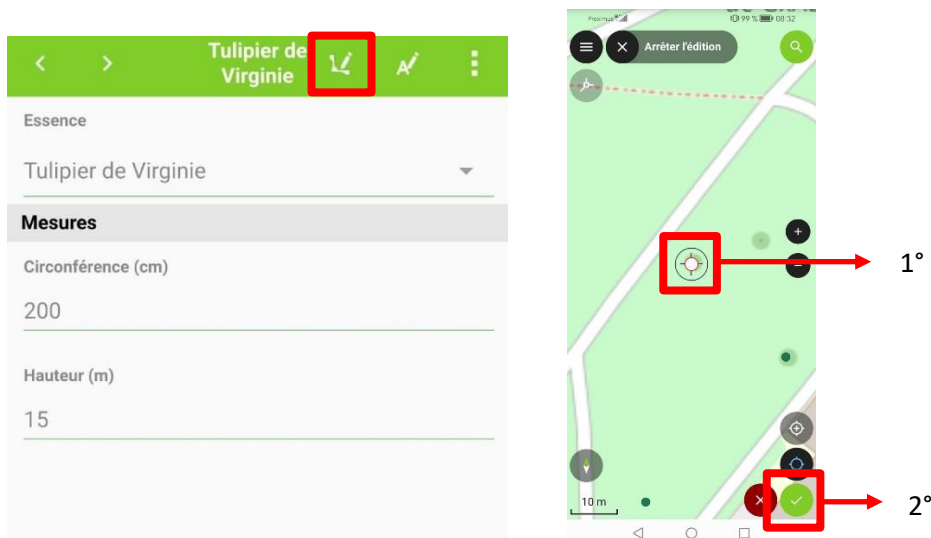 Tulipier de
Virginie
Essence
Tulipier de Virginie
Mesures
Circonférence (cm)
200
Hauteur (m)
15
Proximus
99 % 08:32
Arrêter l'édition
10 m
1°
2°